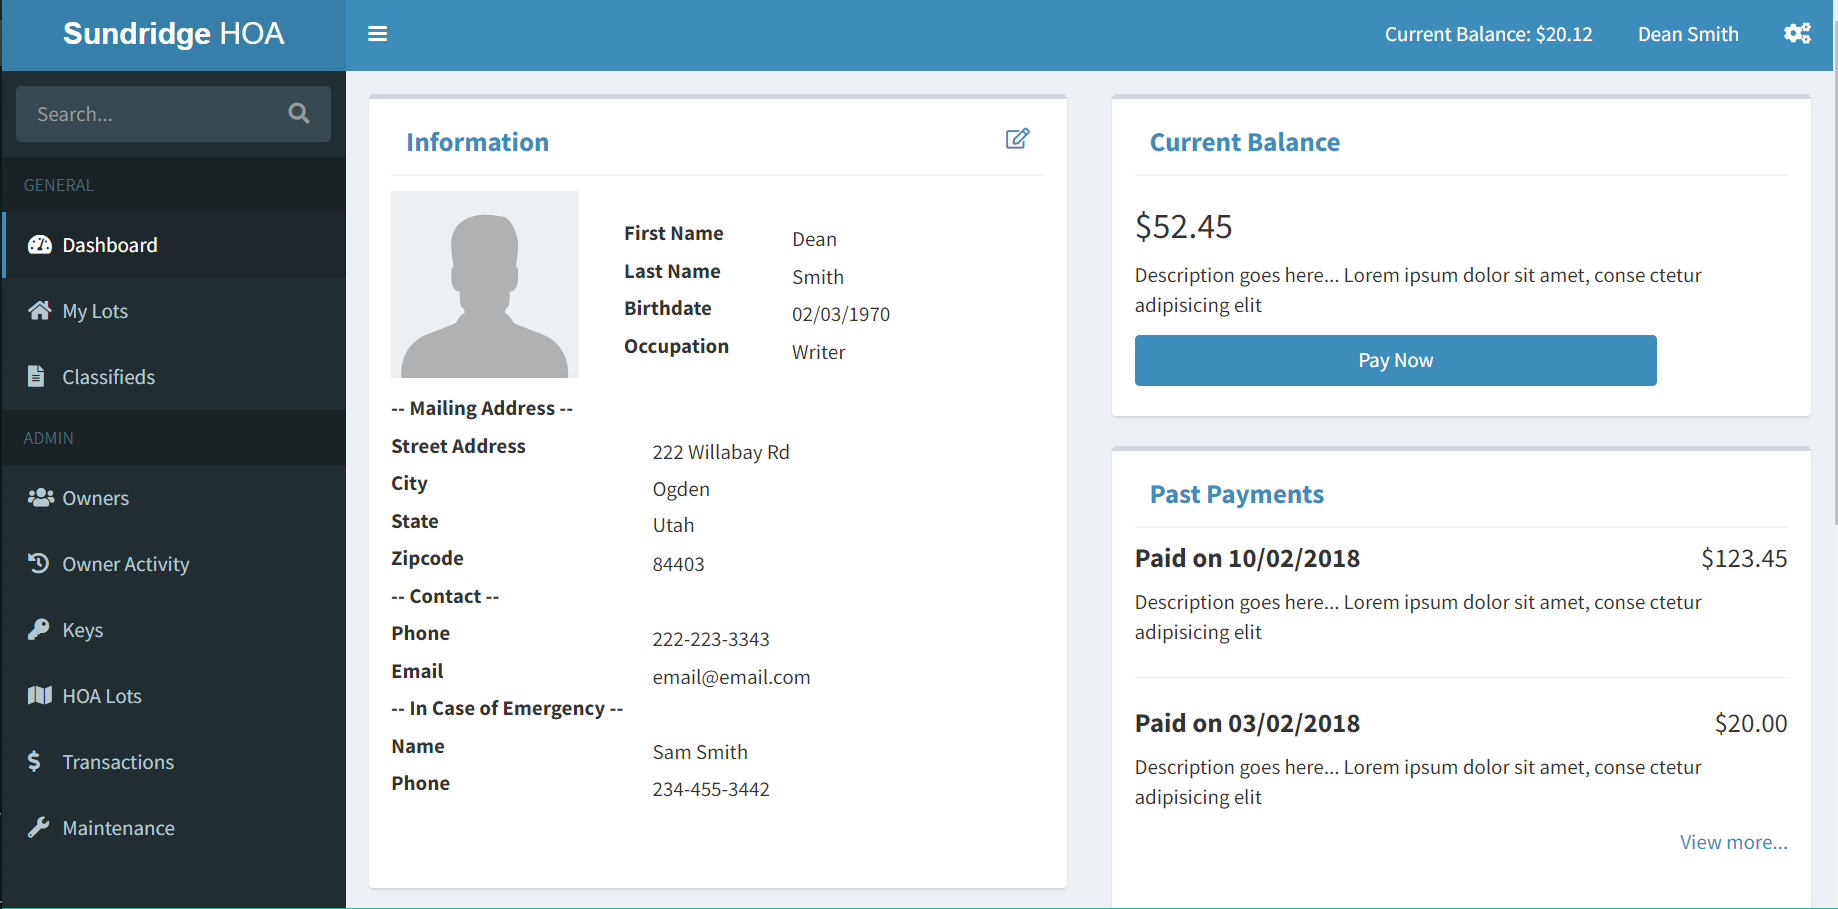 Sundridge HOA
Current Balance: $20.12
Dean Smith
Search...
GENERAL
Dashboard
My Lots
Classifieds
ADMIN
Owners
Owner Activity
Keys
HOA Lots
Transactions
Maintenance
Information
First Name Dean
Last Name Smith
Birthdate 02/03/1970
Occupation Writer
-- Mailing Address --
Street Address 222 Willabay Rd
City Ogden
State Utah
Zipcode 84403
-- Contact --
Phone 222-223-3343
Email email@email.com
-- In Case of Emergency --
Name Sam Smith
Phone 234-455-3442
Current Balance
$52.45
Description goes here... Lorem ipsum dolor sit amet, conse ctetur
adipisicing elit
Pay Now
Past Payments
Paid on 10/02/2018 $123.45
Description goes here... Lorem ipsum dolor sit amet, conse ctetur
adipisicing elit
Paid on 03/02/2018 $20.00
Description goes here... Lorem ipsum dolor sit amet, conse ctetur
adipisicing elit
View more...